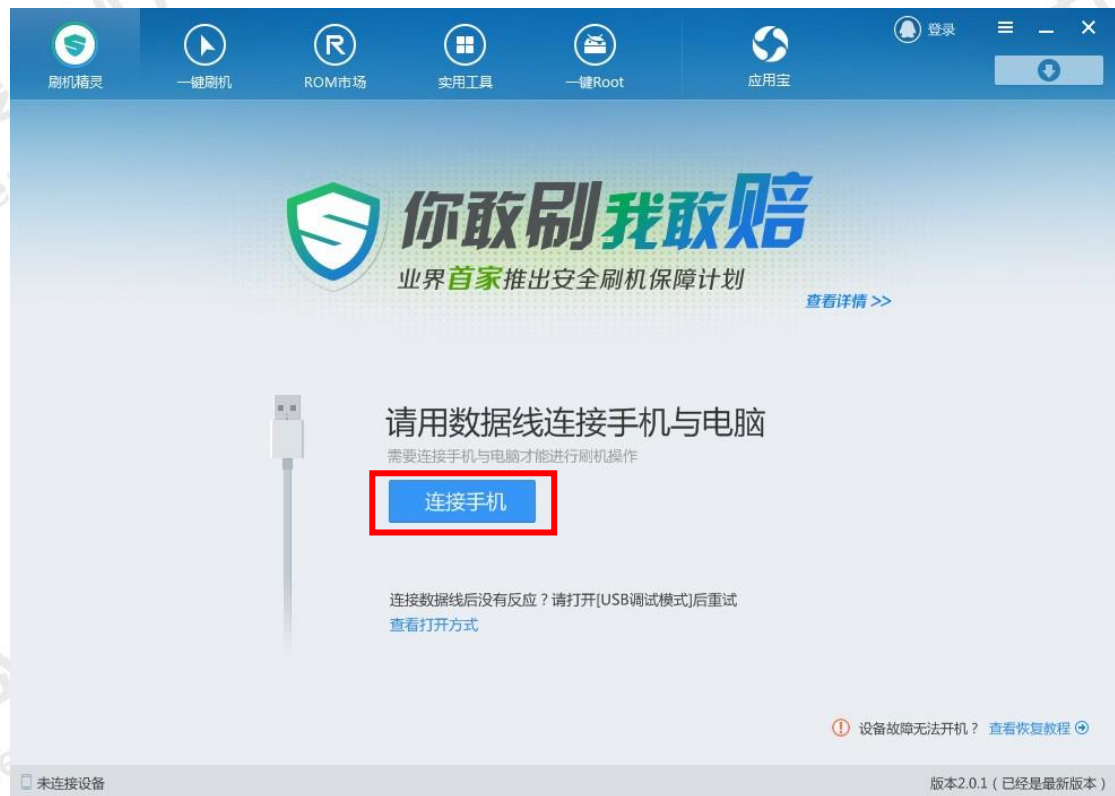 登录
刷机精灵
一键刷机
ROM市场
实用工具
一键Root
应用宝
你敢刷我敢赔
业界首家推出安全刷机保障计划
查看详情 >>
请用数据线连接手机与电脑
需要连接手机与电脑才能进行刷机操作
连接手机
连接数据线后没有反应？请打开[USB调试模式]后重试
查看打开方式
设备故障无法开机？ 查看恢复教程
未连接设备
版本2.0.1（已经是最新版本）